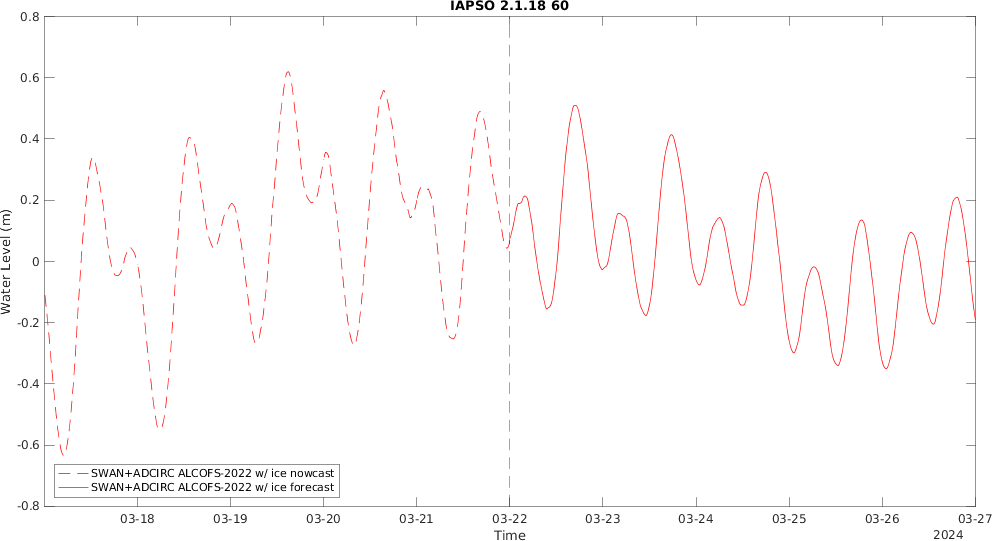 IAPSO 2.1.18 60
0.8
0.6
0.4
0.2
0
-0.2
-0.4
-0.6
-0.8
Water Level (m)
SWAN+ADCIRC ALCOFS-2022 w/ ice nowcast
SWAN+ADCIRC ALCOFS-2022 w/ ice forecast
03-18 03-19 03-20 03-21 03-22 03-23 03-24 03-25 03-26 03-27
Time
2024